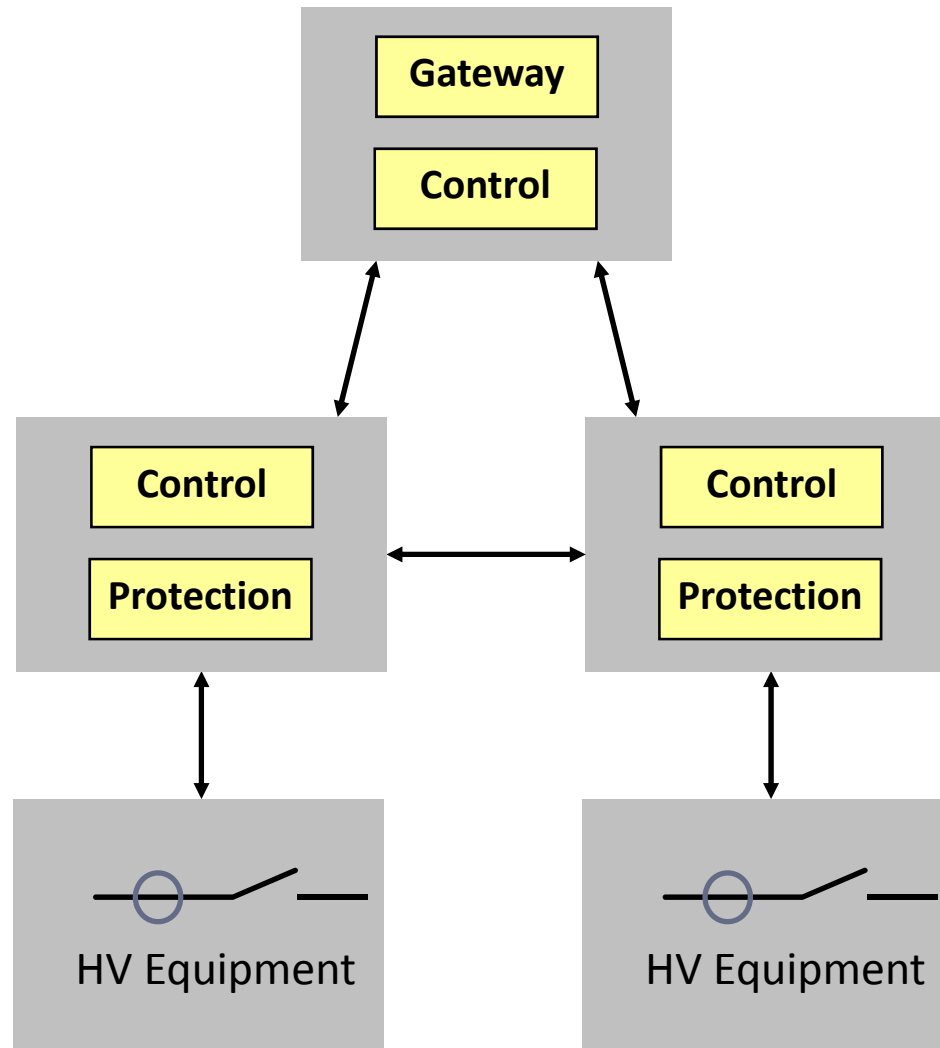 Gateway
Control
Control
Protection
Control
Protection
HV Equipment
HV Equipment